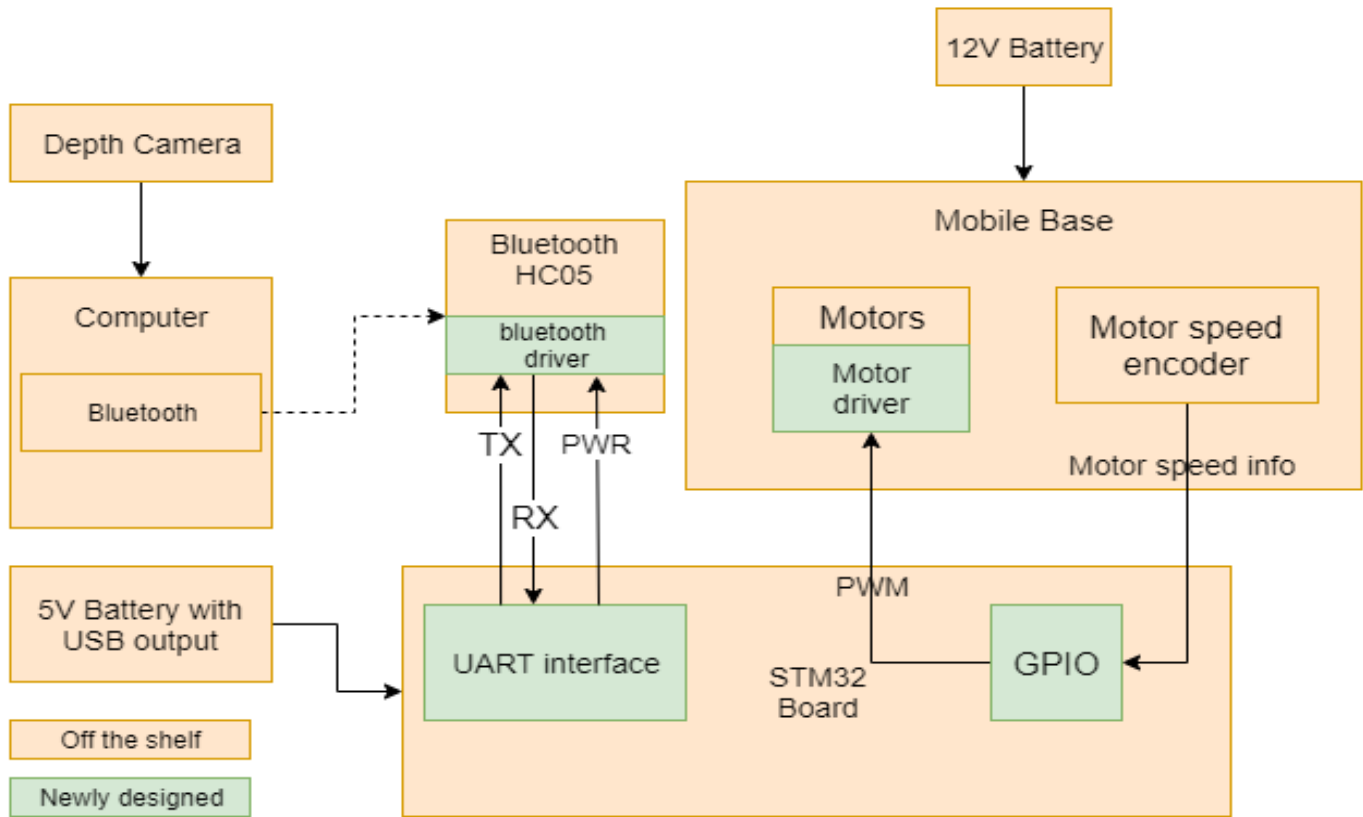 12V Battery
Depth Camera
Mobile Base
Bluetooth
HC05
Computer
Motors
Motor speed
encoder
bluetooth
driver
Motor
driver
Bluetooth
TX
PWR
Motor speed info
RX
PWM
5V Battery with
USB output
UART interface
GPIO
STM32
Board
Off the shelf
Newly designed